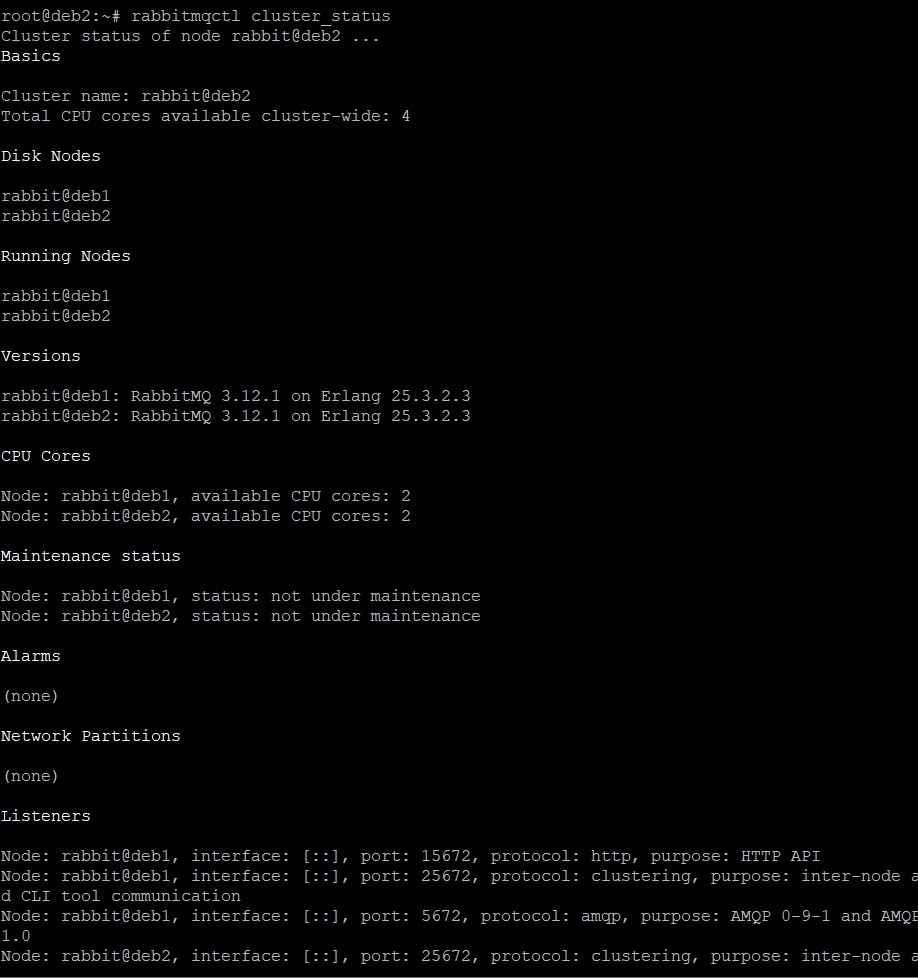 root@deb2:~# rabbitmqctl cluster_status
Cluster status of node rabbit@deb2 ...
Basics
Cluster name: rabbit@deb2
Total CPU cores available cluster-wide: 4
Disk Nodes
rabbit@deb1
rabbit@deb2
Running Nodes
rabbit@deb1
rabbit@deb2
Versions
rabbit@deb1: RabbitMQ 3.12.1 on Erlang 25.3.2.3
rabbit@deb2: RabbitMQ 3.12.1 on Erlang 25.3.2.3
CPU Cores
Node: rabbit@deb1, available CPU cores: 2
Node: rabbit@deb2, available CPU cores: 2
Maintenance status
Node: rabbit@deb1, status: not under maintenance
Node: rabbit@deb2, status: not under maintenance
Alarms
(none)
Network Partitions
(none)
Listeners
Node: rabbit@deb1, interface: [::], port: 15672, protocol: http, purpose: HTTP API
Node: rabbit@deb1, interface: [::], port: 25672, protocol: clustering, purpose: inter-node a
d CLI tool communication
Node: rabbit@deb1, interface: [::], port: 5672, protocol: amqp, purpose: AMQP 0-9-1 and AMQP
1.0
Node: rabbit@deb2, interface: [::], port: 25672, protocol: clustering, purpose: inter-node a